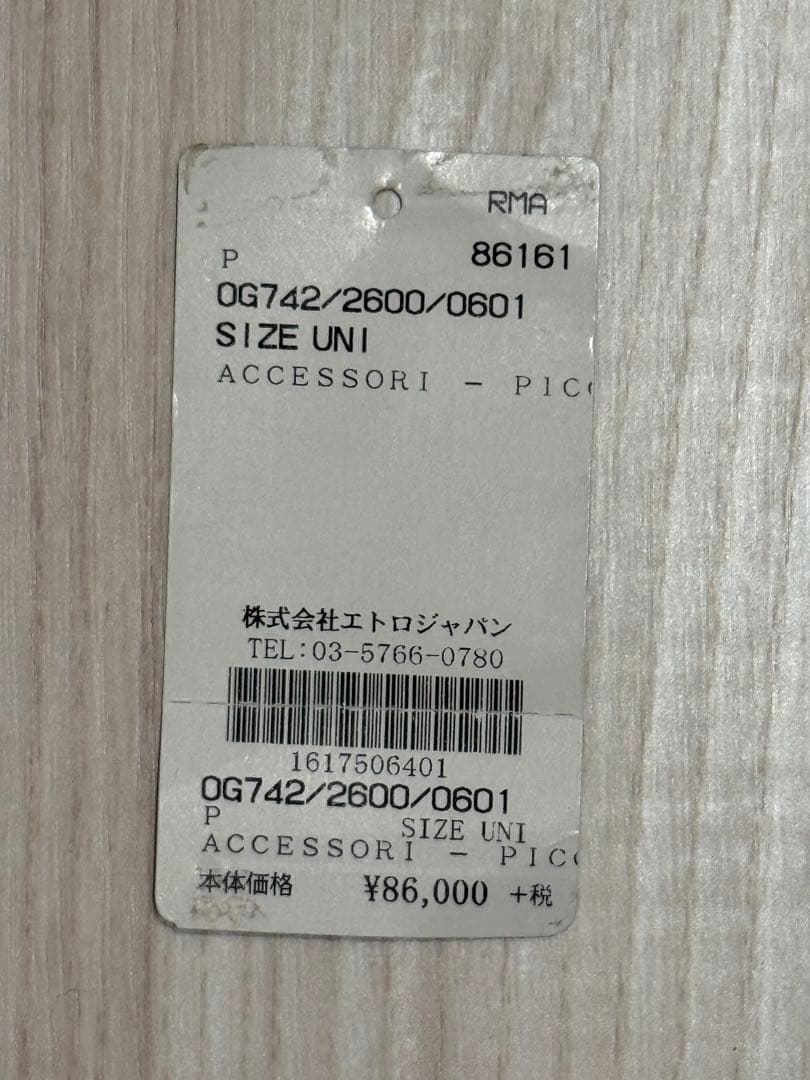 RMA
P 86161
0G742/2600/0601
SIZE UNI
ACCESSORI - PIC
株式会社エトロジャパン
TEL:03-5766-0780
1617506401
0G742/2600/0601
P SIZE UNI
ACCESSORI - PIC
本体価格 ¥86,000 +税